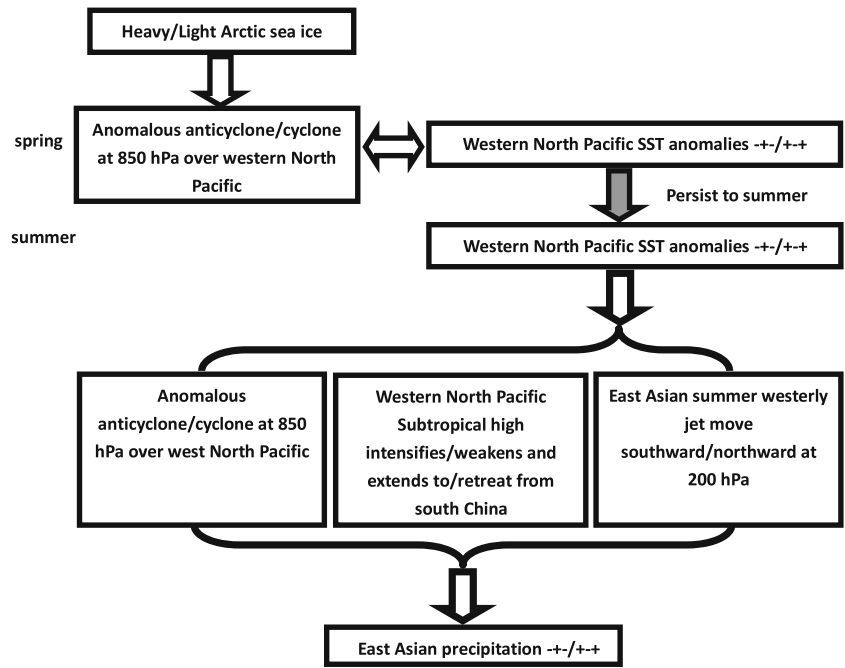 Heavy/Light Arctic sea ice
spring
Anomalous anticyclone/cyclone
at 850 hPa over western North
Pacific
Western North Pacific SST anomalies -+-/+-+
Persist to summer
summer
Western North Pacific SST anomalies -+-/+-+
Anomalous
anticyclone/cyclone at 850
hPa over west North Pacific
Western North Pacific
Subtropical high
intensifies/weakens and
extends to/retreat from
south China
East Asian summer westerly
jet move
southward/northward at
200 hPa
East Asian precipitation -+-/+-+